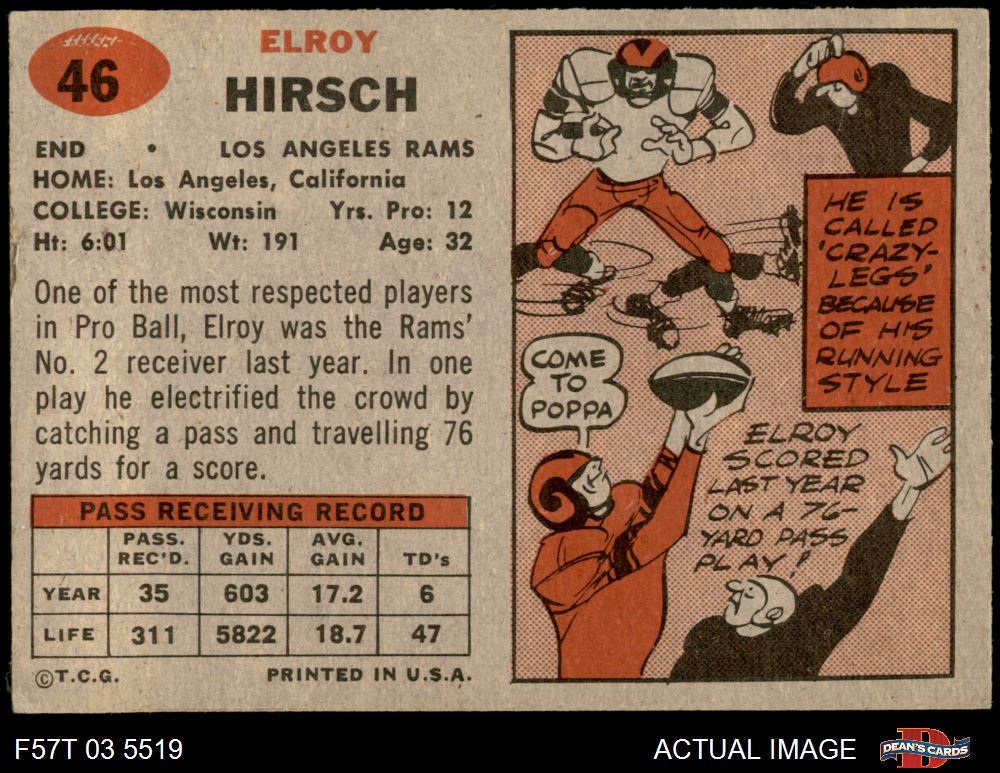 46
ELROY
HIRSCH
END • LOS ANGELES RAMS
HOME: Los Angeles, California
COLLEGE: Wisconsin Yrs. Pro: 12
Ht: 6:01 Wt: 191 Age: 32
One of the most respected players
in Pro Ball, Elroy was the Rams'
No. 2 receiver last year. In one
play he electrified the crowd by
catching a pass and travelling 76
yards for a score.
PASS RECEIVING RECORD
PASS. REC'D. YDS. GAIN AVG. GAIN TD's
YEAR 35 603 17.2 6
LIFE 311 5822 18.7 47
©T.C.G. PRINTED IN U.S.A.
HE IS
CALLED
'CRAZY-
LEGS'
BECAUSE
OF HIS
RUNNING
STYLE
COME
TO
POPPA
ELROY
SCORED
LAST YEAR
ON A 76-
YARD PASS
PLAY!
F57T 03 5519
ACTUAL IMAGE
DEAN'S CARDS